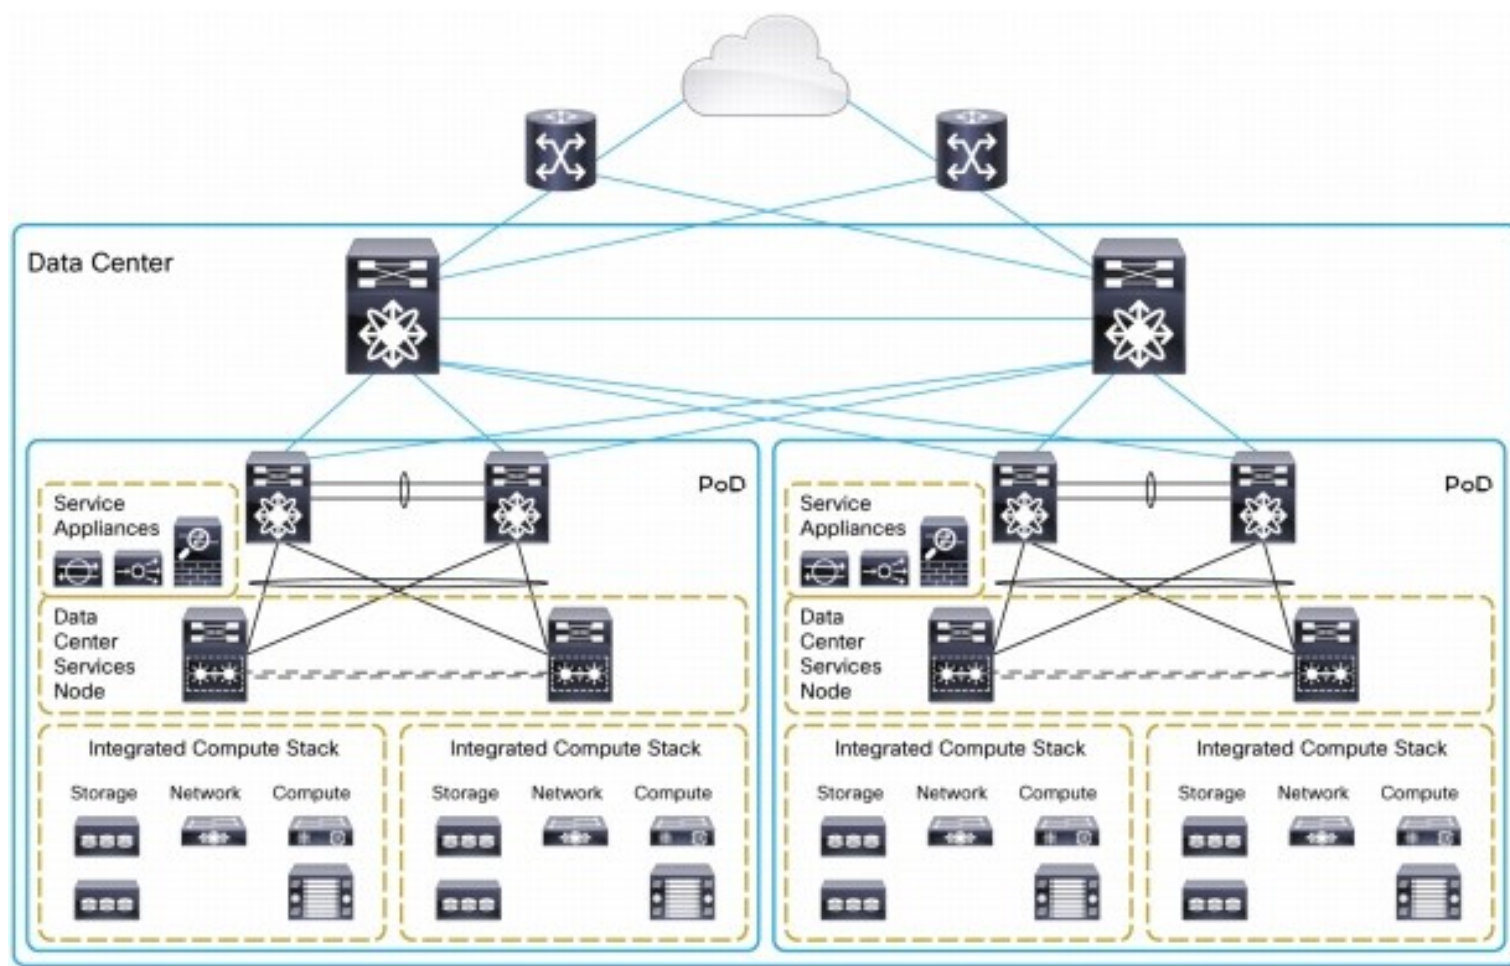 Data Center
PoD
Service
Appliances
Data
Center
Services
Node
Integrated Compute Stack
Storage Network Compute
Integrated Compute Stack
Storage Network Compute
PoD
Service
Appliances
Data
Center
Services
Node
Integrated Compute Stack
Storage Network Compute
Integrated Compute Stack
Storage Network Compute